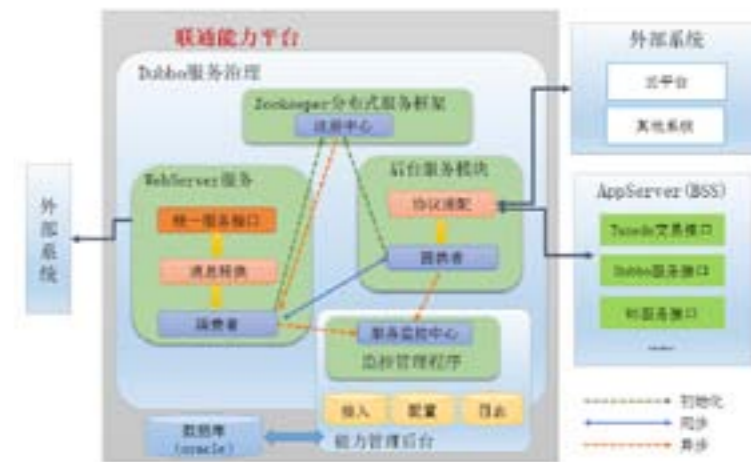 联通能力平台
Dubbo服务治理
Zookeeper分布式服务框架
注册中心
WebServer服务
统一服务接口
消息转换
消费者
后台服务模块
协议适配
提供者
服务监控中心
监控管理程序
接入
配置
日志
能力管理后台
数据库
(oracle)
外部系统
外部系统
云平台
其他系统
AppServer(BSS)
Tuxedo交易接口
Dubbo服务接口
服务接口
......
初始化
同步
异步